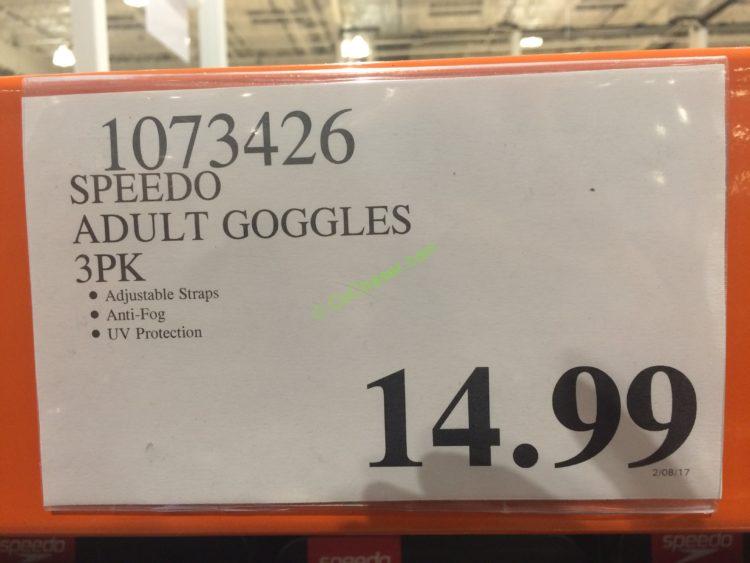 1073426
SPEEDO
ADULT GOGGLES
3PK
• Adjustable Straps
• Anti-Fog
• UV Protection
14.99
2/08/17
speedo
speedo
speedo